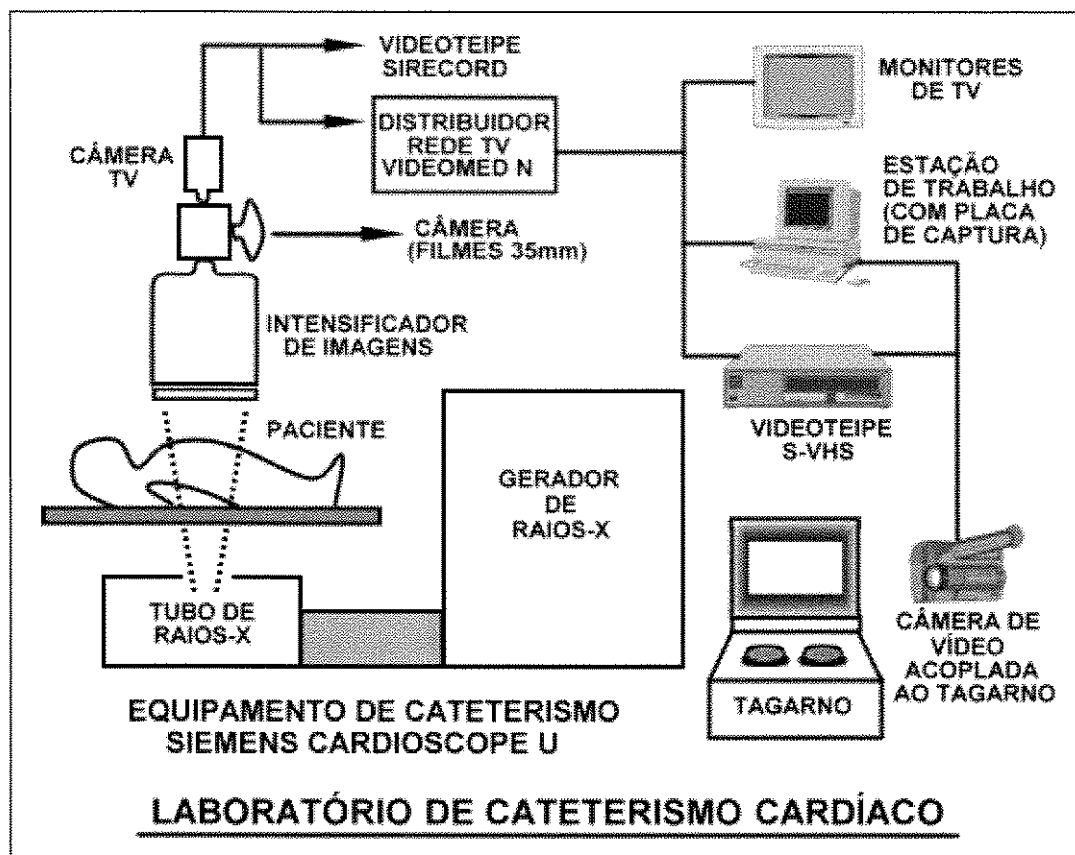 VIDEOTEIPE
SIRECORD
DISTRIBUIDOR
REDE TV
VIDEOMED N
CÂMERA
TV
CÂMERA
(FILMES 35mm)
INTENSIFICADOR
DE IMAGENS
PACIENTE
TUBO DE
RAIOS-X
GERADOR
DE
RAIOS-X
MONITORES
DE TV
ESTAÇÃO
DE TRABALHO
(COM PLACA
DE CAPTURA)
VIDEOTEIPE
S-VHS
TAGARNO
CÂMERA DE
VÍDEO
ACOPLADA
AO TAGARNO
EQUIPAMENTO DE CATETERISMO
SIEMENS CARDIOSCOPE U
LABORATÓRIO DE CATETERISMO CARDÍACO